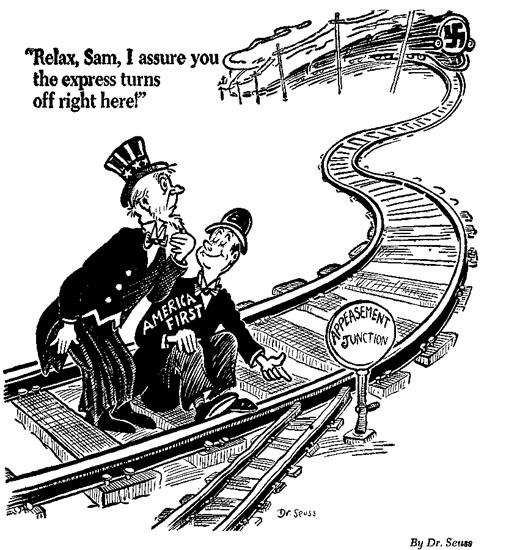 "Relax, Sam, I assure you
the express turns
off right here!"
AMERICA
FIRST
APPEASEMENT
JUNCTION
Dr. Seuss
By Dr. Seuss